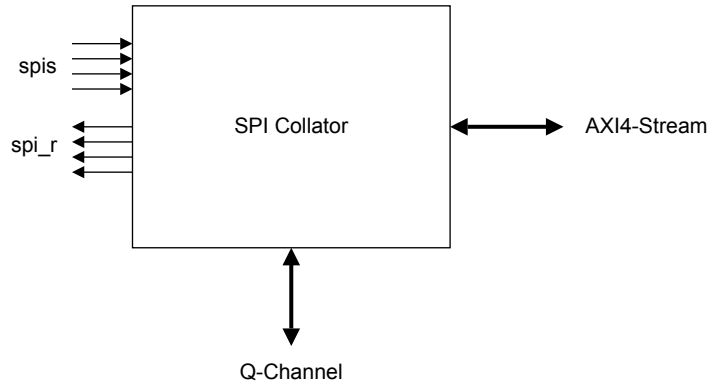 spis
SPI Collator
AXI4-Stream
spi_r
Q-Channel